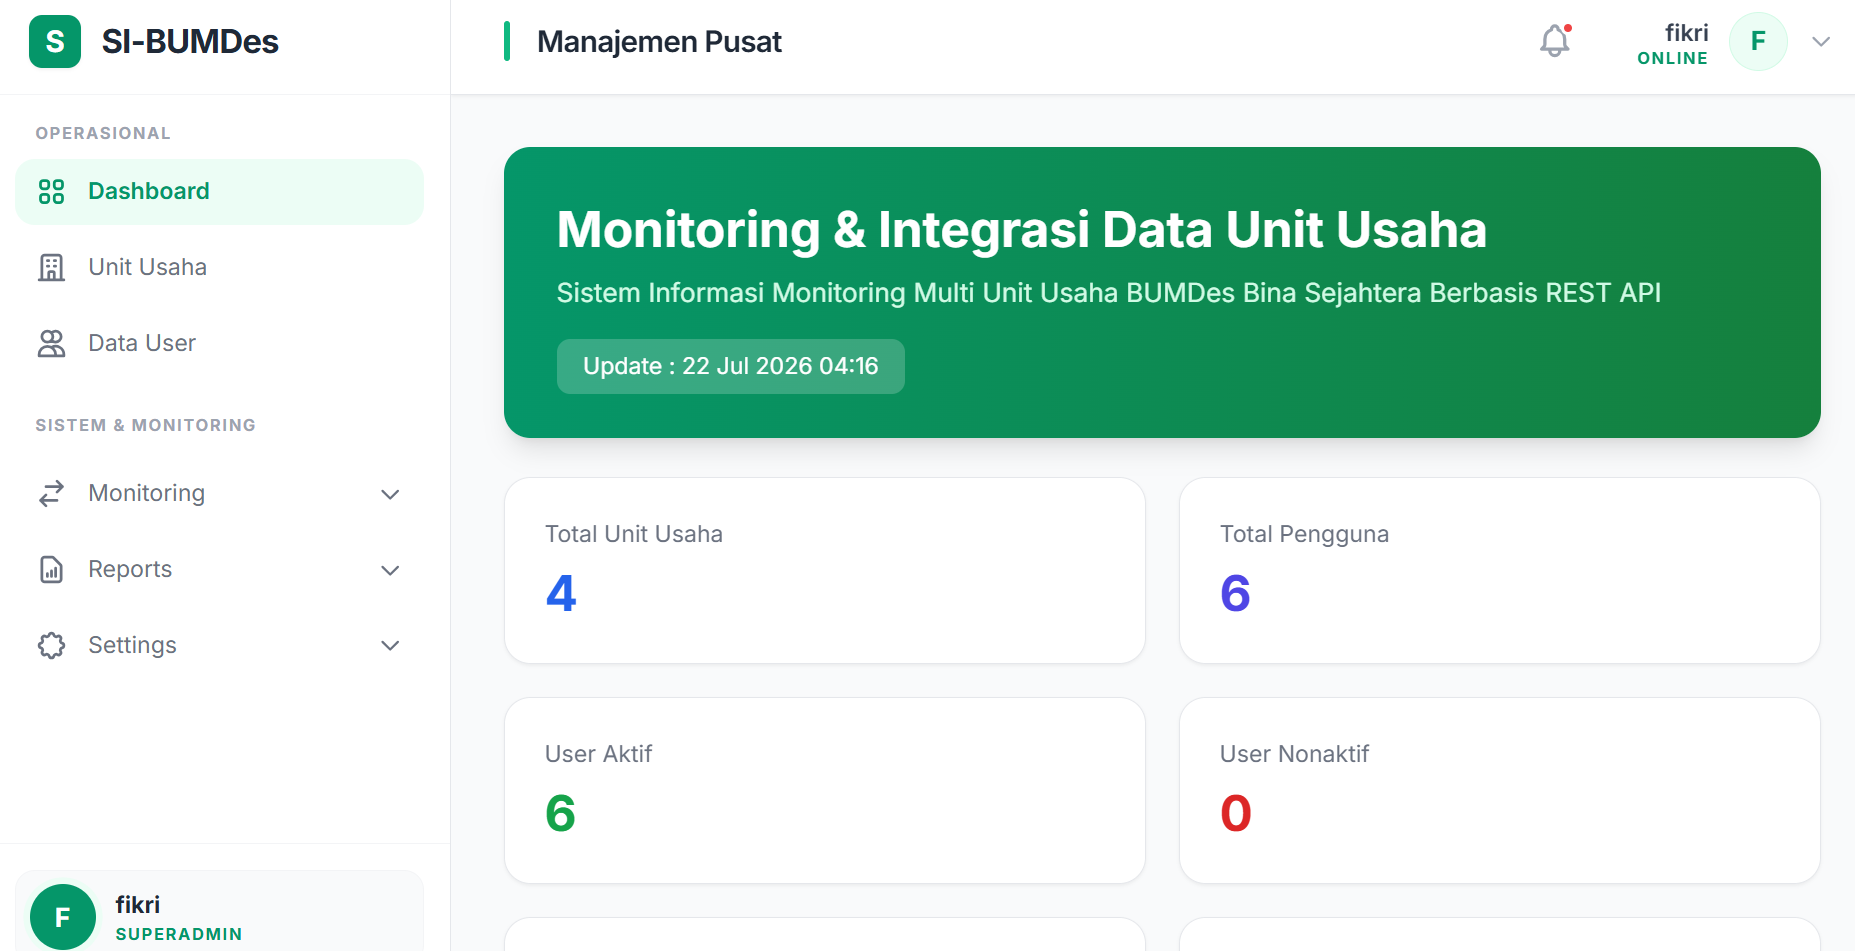 S SI-BUMDes
OPERASIONAL
Dashboard
Unit Usaha
Data User
SISTEM & MONITORING
Monitoring
Reports
Settings
F fikri
SUPERADMIN
Manajemen Pusat
fikri
ONLINE
F
Monitoring & Integrasi Data Unit Usaha
Sistem Informasi Monitoring Multi Unit Usaha BUMDes Bina Sejahtera Berbasis REST API
Update : 22 Jul 2026 04:16
Total Unit Usaha
4
Total Pengguna
6
User Aktif
6
User Nonaktif
0